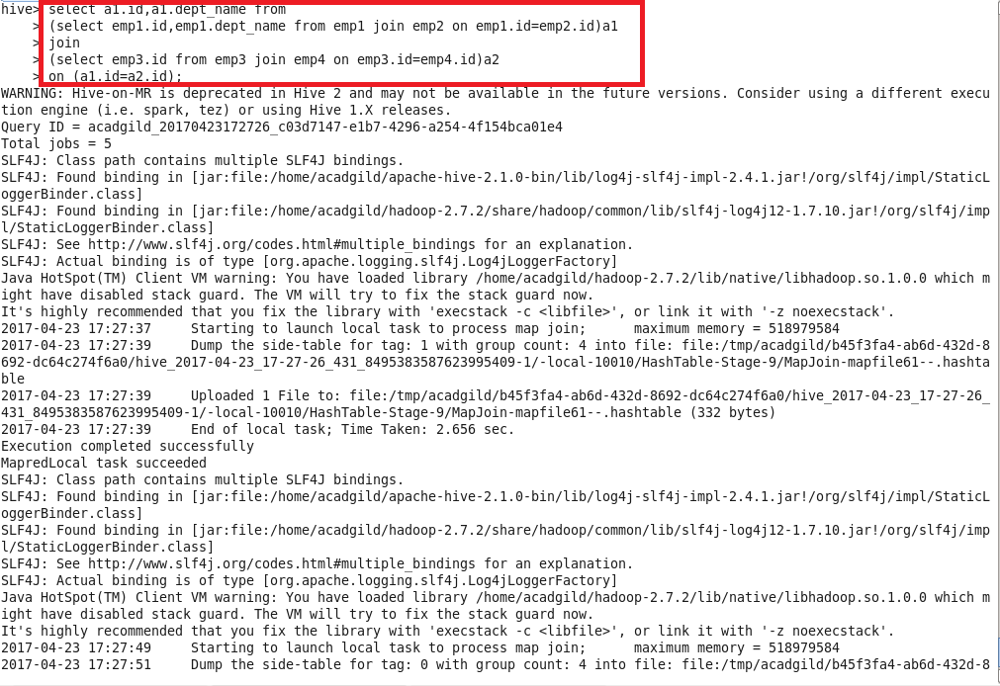 hive> select a1.id,a1.dept_name from
    > (select emp1.id,emp1.dept_name from emp1 join emp2 on emp1.id=emp2.id)a1
    > join
    > (select emp3.id from emp3 join emp4 on emp3.id=emp4.id)a2
    > on (a1.id=a2.id);
WARNING: Hive-on-MR is deprecated in Hive 2 and may not be available in the future versions. Consider using a different execu
tion engine (i.e. spark, tez) or using Hive 1.X releases.
Query ID = acadgild_20170423172726_c03d7147-e1b7-4296-a254-4f154bca01e4
Total jobs = 5
SLF4J: Class path contains multiple SLF4J bindings.
SLF4J: Found binding in [jar:file:/home/acadgild/apache-hive-2.1.0-bin/lib/log4j-slf4j-impl-2.4.1.jar!/org/slf4j/impl/StaticL
oggerBinder.class]
SLF4J: Found binding in [jar:file:/home/acadgild/hadoop-2.7.2/share/hadoop/common/lib/slf4j-log4j12-1.7.10.jar!/org/slf4j/imp
l/StaticLoggerBinder.class]
SLF4J: See http://www.slf4j.org/codes.html#multiple_bindings for an explanation.
SLF4J: Actual binding is of type [org.apache.logging.slf4j.Log4jLoggerFactory]
Java HotSpot(TM) Client VM warning: You have loaded library /home/acadgild/hadoop-2.7.2/lib/native/libhadoop.so.1.0.0 which m
ight have disabled stack guard. The VM will try to fix the stack guard now.
It's highly recommended that you fix the library with 'execstack -c <libfile>', or link it with '-z noexecstack'.
2017-04-23 17:27:37     Starting to launch local task to process map join;      maximum memory = 518979584
2017-04-23 17:27:39     Dump the side-table for tag: 1 with group count: 4 into file: file:/tmp/acadgild/b45f3fa4-ab6d-432d-8
692-dc64c274f6a0/hive_2017-04-23_17-27-26_431_8495383587623995409-1/-local-10010/HashTable-Stage-9/MapJoin-mapfile61--.hashta
ble
2017-04-23 17:27:39     Uploaded 1 File to: file:/tmp/acadgild/b45f3fa4-ab6d-432d-8692-dc64c274f6a0/hive_2017-04-23_17-27-26_
431_8495383587623995409-1/-local-10010/HashTable-Stage-9/MapJoin-mapfile61--.hashtable (332 bytes)
2017-04-23 17:27:39     End of local task; Time Taken: 2.656 sec.
Execution completed successfully
MapredLocal task succeeded
SLF4J: Class path contains multiple SLF4J bindings.
SLF4J: Found binding in [jar:file:/home/acadgild/apache-hive-2.1.0-bin/lib/log4j-slf4j-impl-2.4.1.jar!/org/slf4j/impl/StaticL
oggerBinder.class]
SLF4J: Found binding in [jar:file:/home/acadgild/hadoop-2.7.2/share/hadoop/common/lib/slf4j-log4j12-1.7.10.jar!/org/slf4j/imp
l/StaticLoggerBinder.class]
SLF4J: See http://www.slf4j.org/codes.html#multiple_bindings for an explanation.
SLF4J: Actual binding is of type [org.apache.logging.slf4j.Log4jLoggerFactory]
Java HotSpot(TM) Client VM warning: You have loaded library /home/acadgild/hadoop-2.7.2/lib/native/libhadoop.so.1.0.0 which m
ight have disabled stack guard. The VM will try to fix the stack guard now.
It's highly recommended that you fix the library with 'execstack -c <libfile>', or link it with '-z noexecstack'.
2017-04-23 17:27:49     Starting to launch local task to process map join;      maximum memory = 518979584
2017-04-23 17:27:51     Dump the side-table for tag: 0 with group count: 4 into file: file:/tmp/acadgild/b45f3fa4-ab6d-432d-8